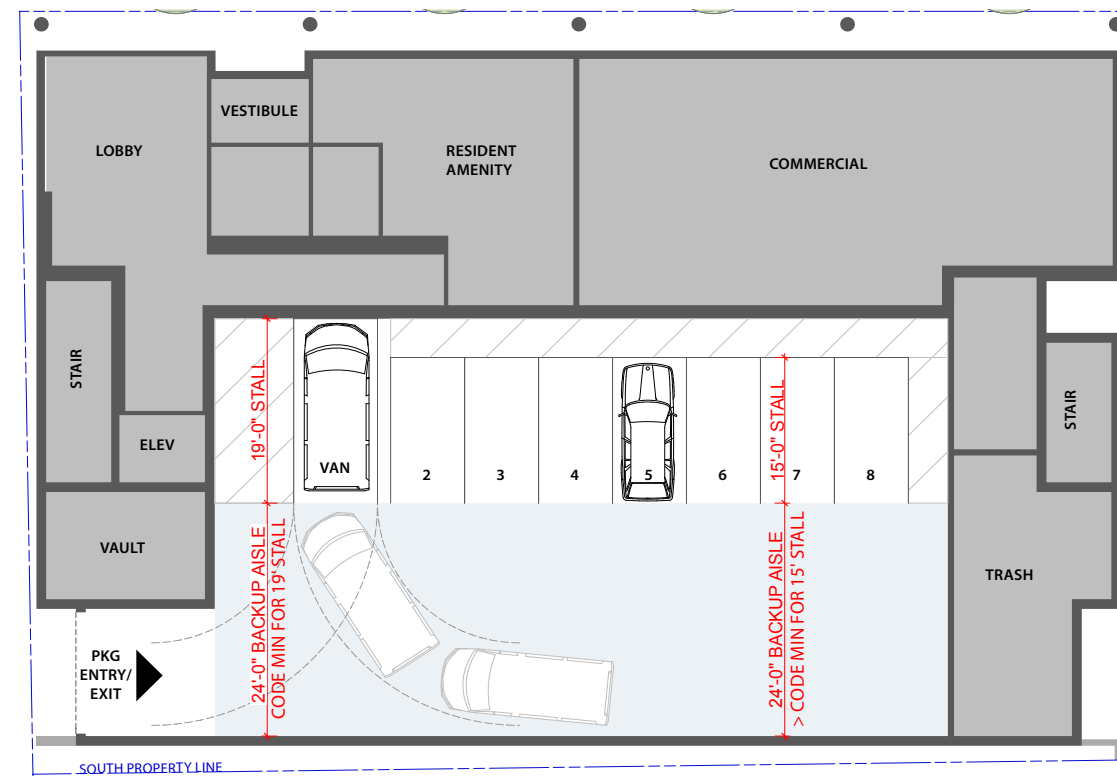 VESTIBULE
LOBBY
RESIDENT
AMENITY
COMMERCIAL
STAIR
ELEV
VAULT
19'-0" STALL
VAN
2
3
4
5
6
7
8
15'-0" STALL
STAIR
24'-0" BACKUP AISLE
CODE MIN FOR 19' STALL
24'-0" BACKUP AISLE
> CODE MIN FOR 15' STALL
TRASH
PKG
ENTRY/
EXIT
SOUTH PROPERTY LINE